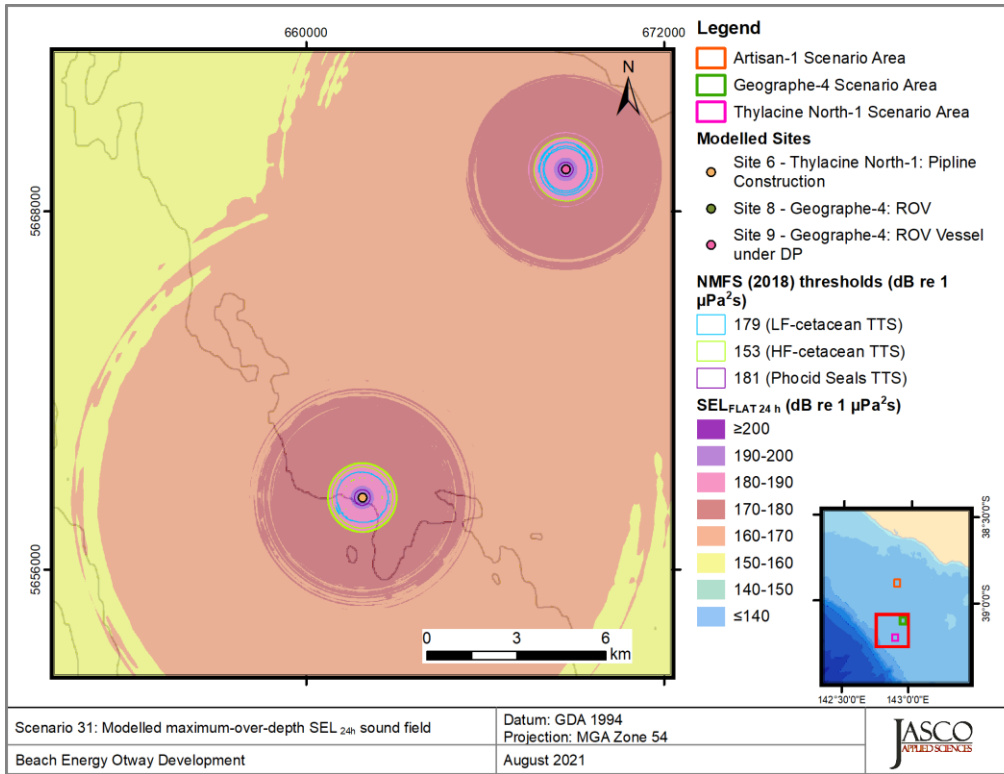 660000
672000
5668000
5656000
N
0 3 6
km
Legend
Artisan-1 Scenario Area
Geographe-4 Scenario Area
Thylacine North-1 Scenario Area
Modelled Sites
Site 6 - Thylacine North-1: Pipline
Construction
Site 8 - Geographe-4: ROV
Site 9 - Geographe-4: ROV Vessel
under DP
NMFS (2018) thresholds (dB re 1
µPa²s)
179 (LF-cetacean TTS)
153 (HF-cetacean TTS)
181 (Phocid Seals TTS)
SELFLAT 24 h (dB re 1 µPa²s)
≥200
190-200
180-190
170-180
160-170
150-160
140-150
≤140
38°30'S
39°0'0"S
142°30'0"E 143°0'0"E
Scenario 31: Modelled maximum-over-depth SEL 24h sound field
Datum: GDA 1994
Projection: MGA Zone 54
Beach Energy Otway Development
August 2021
JASCO
APPLIED SCIENCES